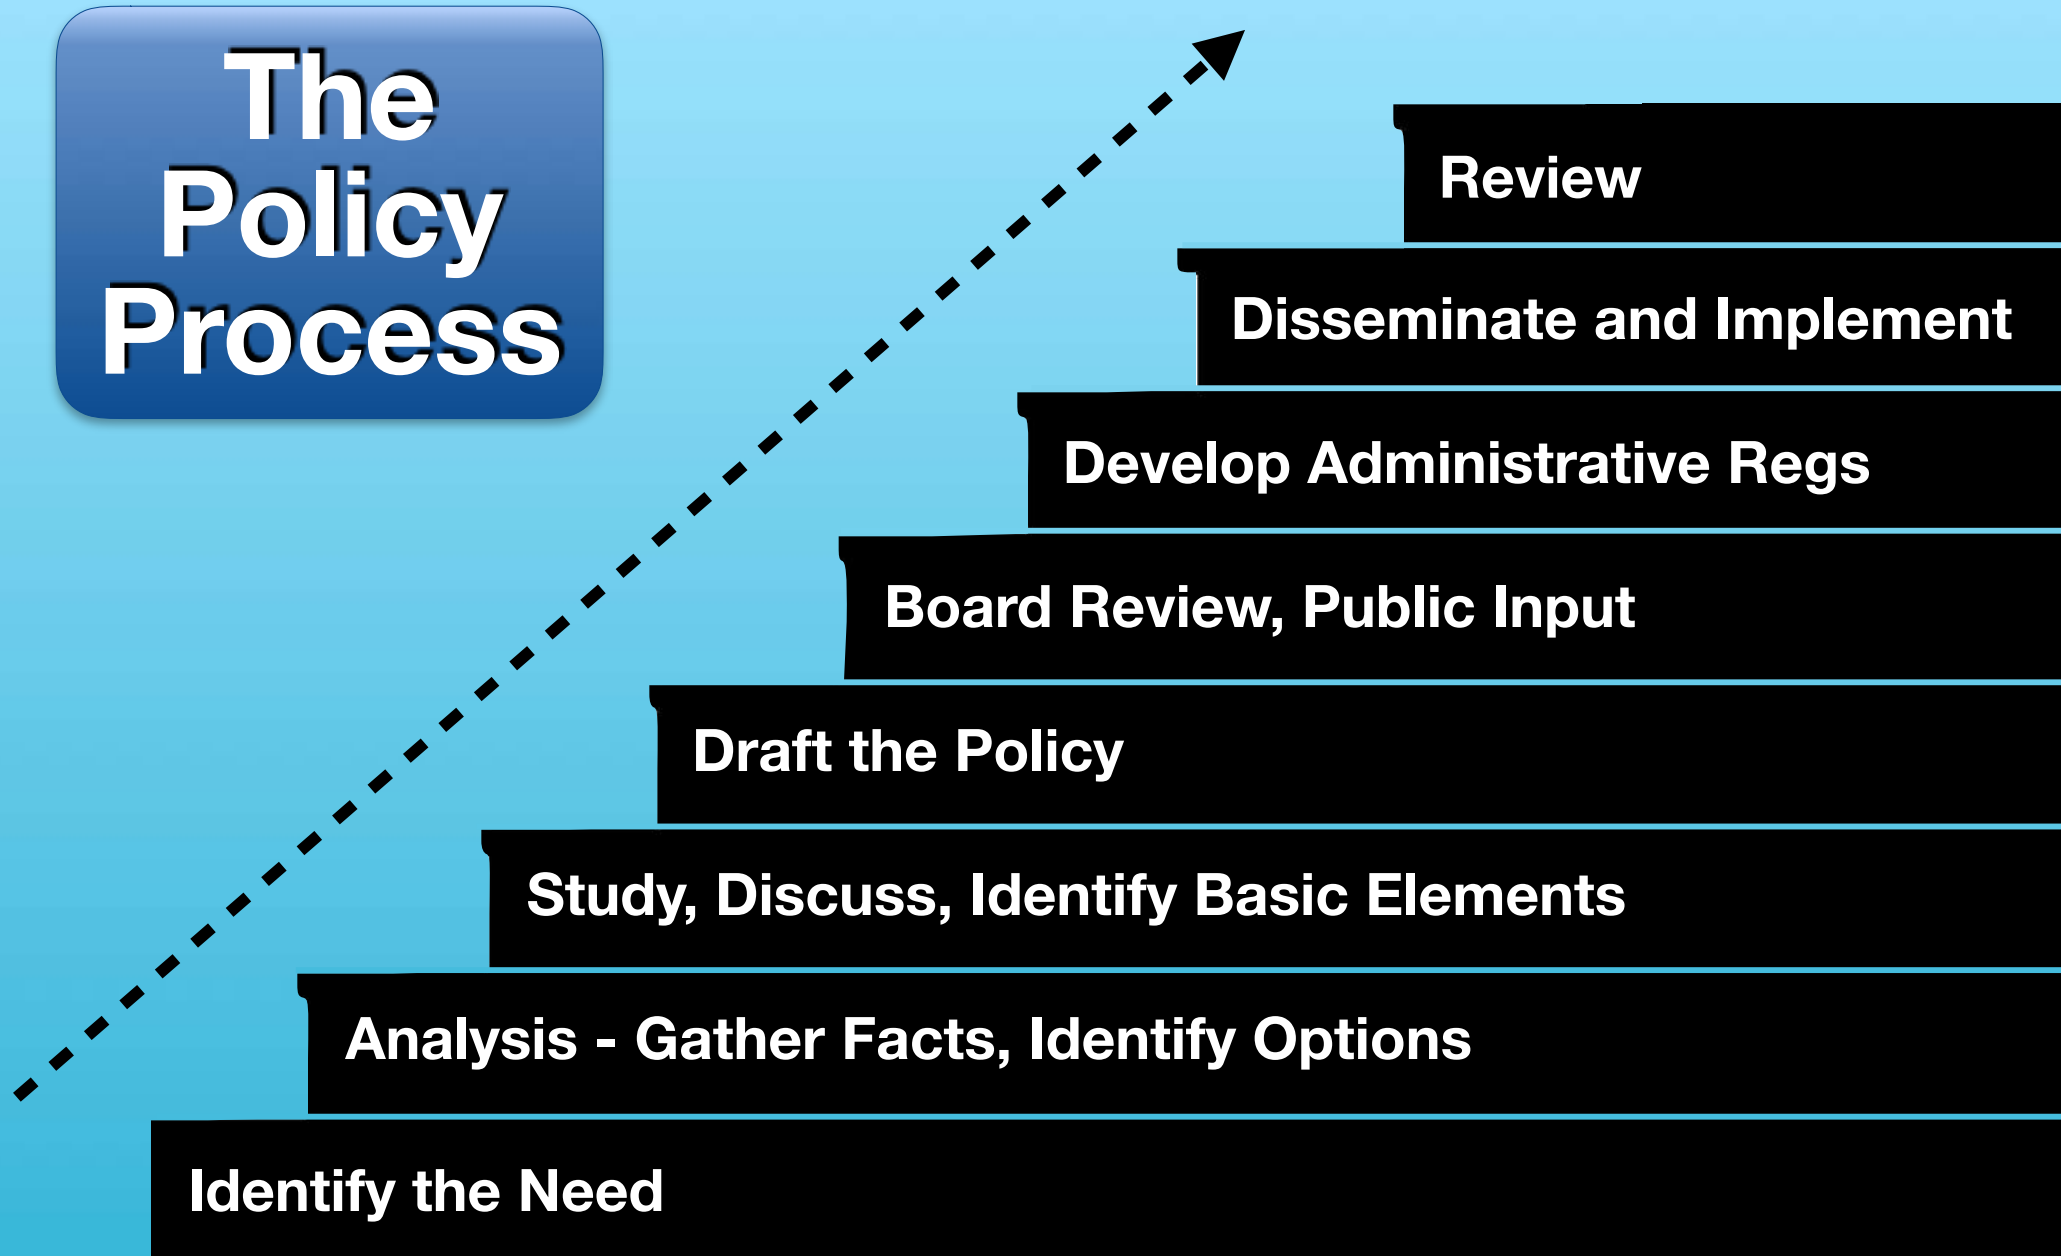 The
Policy
Process
Review
Disseminate and Implement
Develop Administrative Regs
Board Review, Public Input
Draft the Policy
Study, Discuss, Identify Basic Elements
Analysis - Gather Facts, Identify Options
Identify the Need